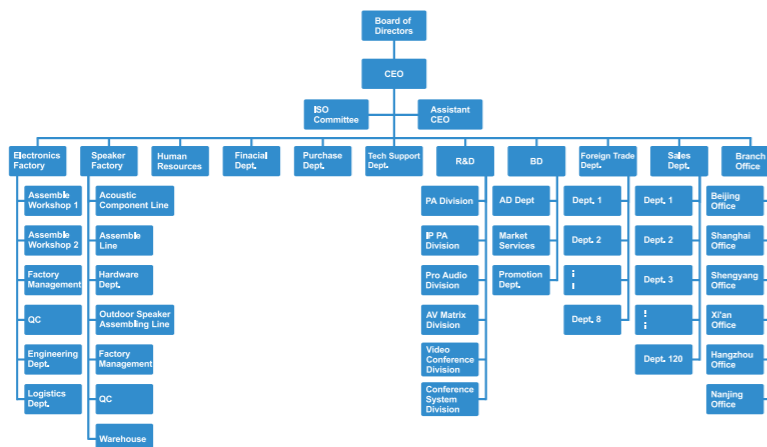 Board of
Directors
CEO
ISO
Committee
Assistant
CEO
Electronics
Factory
Speaker
Factory
Human
Resources
Finacial
Dept.
Purchase
Dept.
Tech Support
Dept.
R&D
BD
Foreign Trade
Dept.
Sales
Dept.
Branch
Office
Assemble
Workshop 1
Assemble
Workshop 2
Factory
Management
QC
Engineering
Dept.
Logistics
Dept.
Acoustic
Component Line
Assemble
Line
Hardware
Dept.
Outdoor Speaker
Assembling Line
Factory
Management
QC
Warehouse
PA Division
IP PA
Division
Pro Audio
Division
AV Matrix
Division
Video
Conference
Division
Conference
System
Division
AD Dept
Market
Services
Promotion
Dept.
Dept. 1
Dept. 2
Dept. 8
Dept. 1
Dept. 2
Dept. 3
Dept. 120
Beijing
Office
Shanghai
Office
Shengyang
Office
Xi'an
Office
Hangzhou
Office
Nanjing
Office